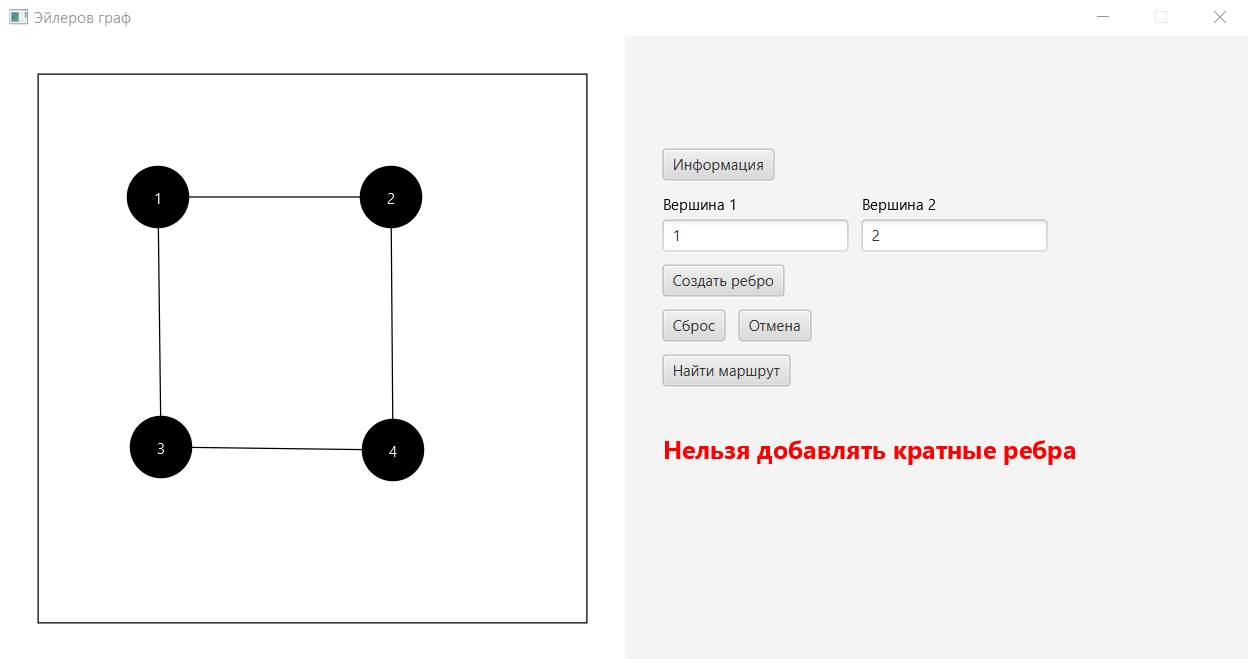 Эйлеров граф
1
2
3
4
Информация
Вершина 1 Вершина 2
1 2
Создать ребро
Сброс Отмена
Найти маршрут
Нельзя добавлять кратные ребра